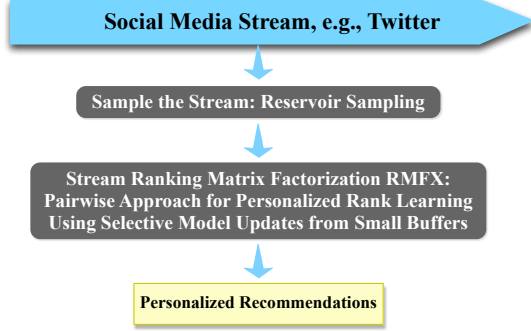 Social Media Stream, e.g., Twitter
Sample the Stream: Reservoir Sampling
Stream Ranking Matrix Factorization RMFX:
Pairwise Approach for Personalized Rank Learning
Using Selective Model Updates from Small Buffers
Personalized Recommendations